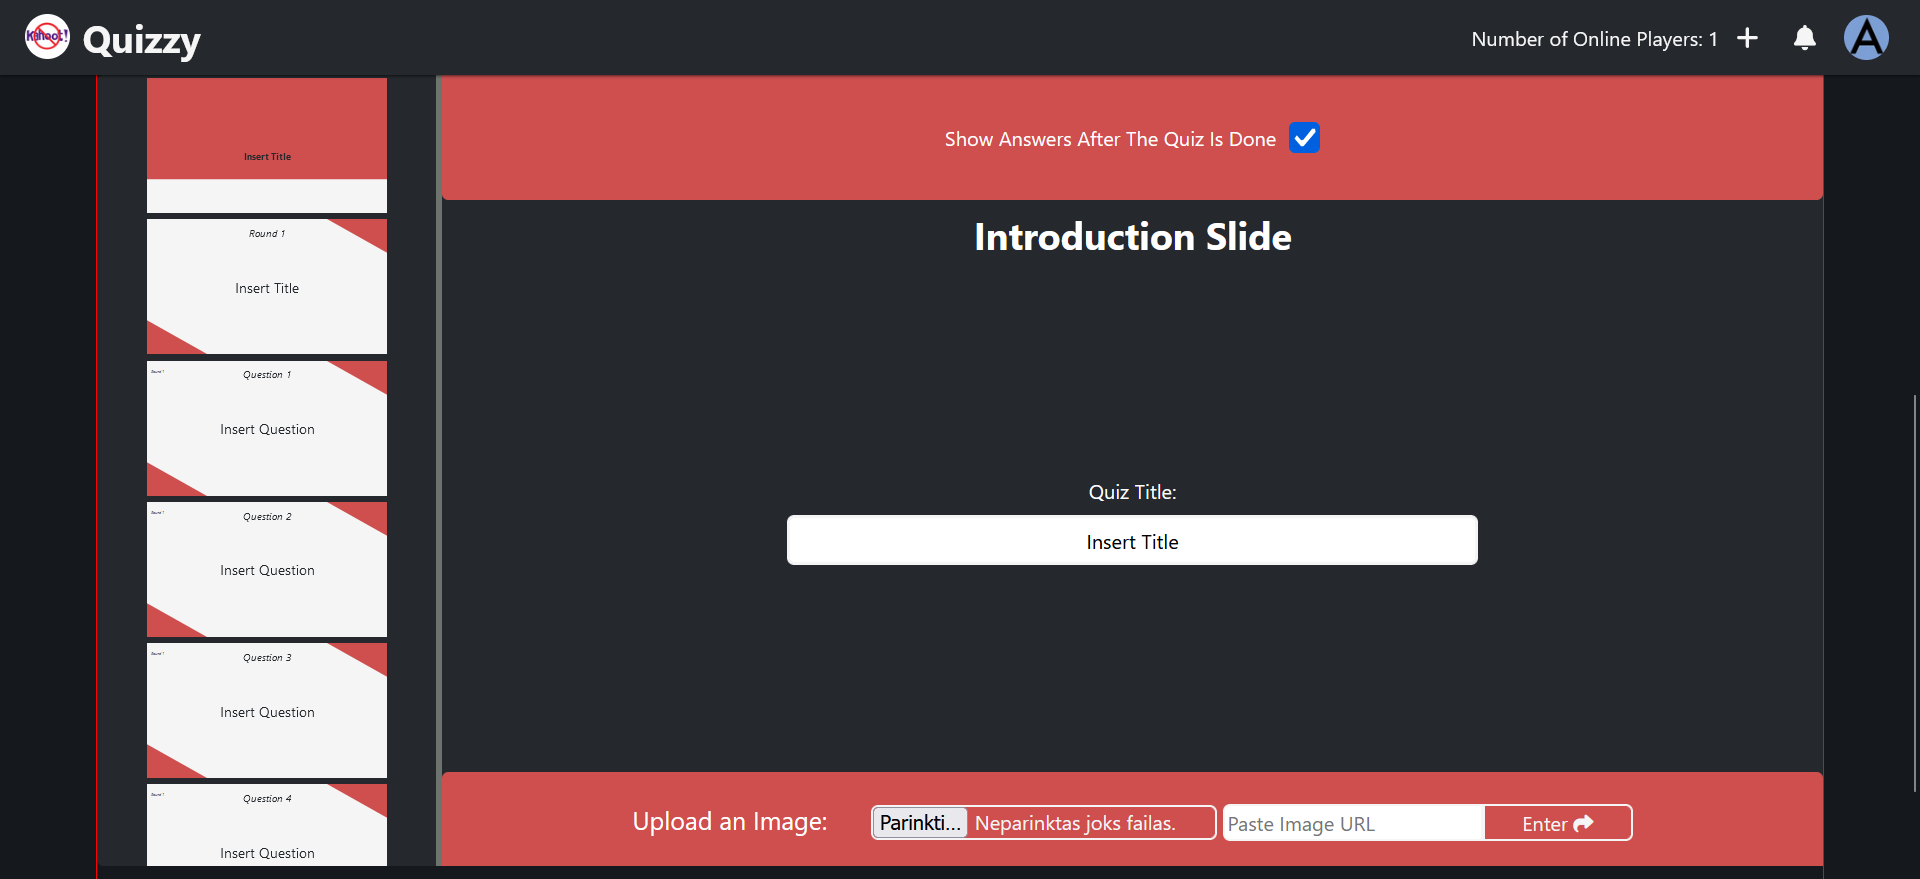 Kahoot!
Quizzy
Number of Online Players: 1
Insert Title
Round 1
Insert Title
Round 1
Question 1
Insert Question
Round 1
Question 2
Insert Question
Round 1
Question 3
Insert Question
Round 1
Question 4
Insert Question
Show Answers After The Quiz Is Done
Introduction Slide
Quiz Title:
Insert Title
Upload an Image:
Parinkti... Neparinktas joks failas.
Paste Image URL
Enter